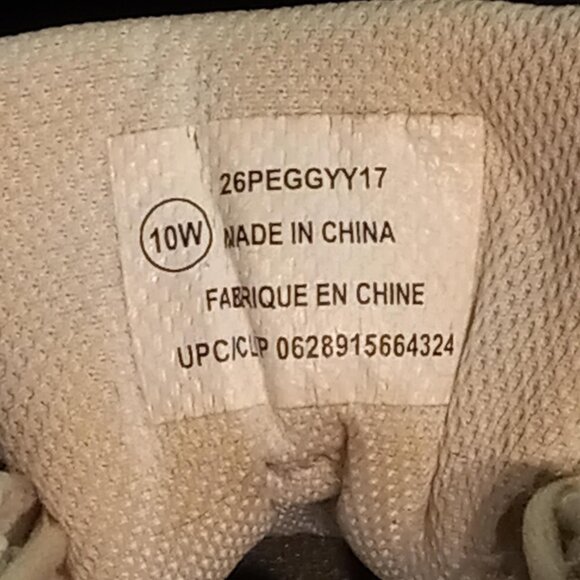 26PEGGYY17
10W MADE IN CHINA
FABRIQUE EN CHINE
UPC/CUP 0628915664324